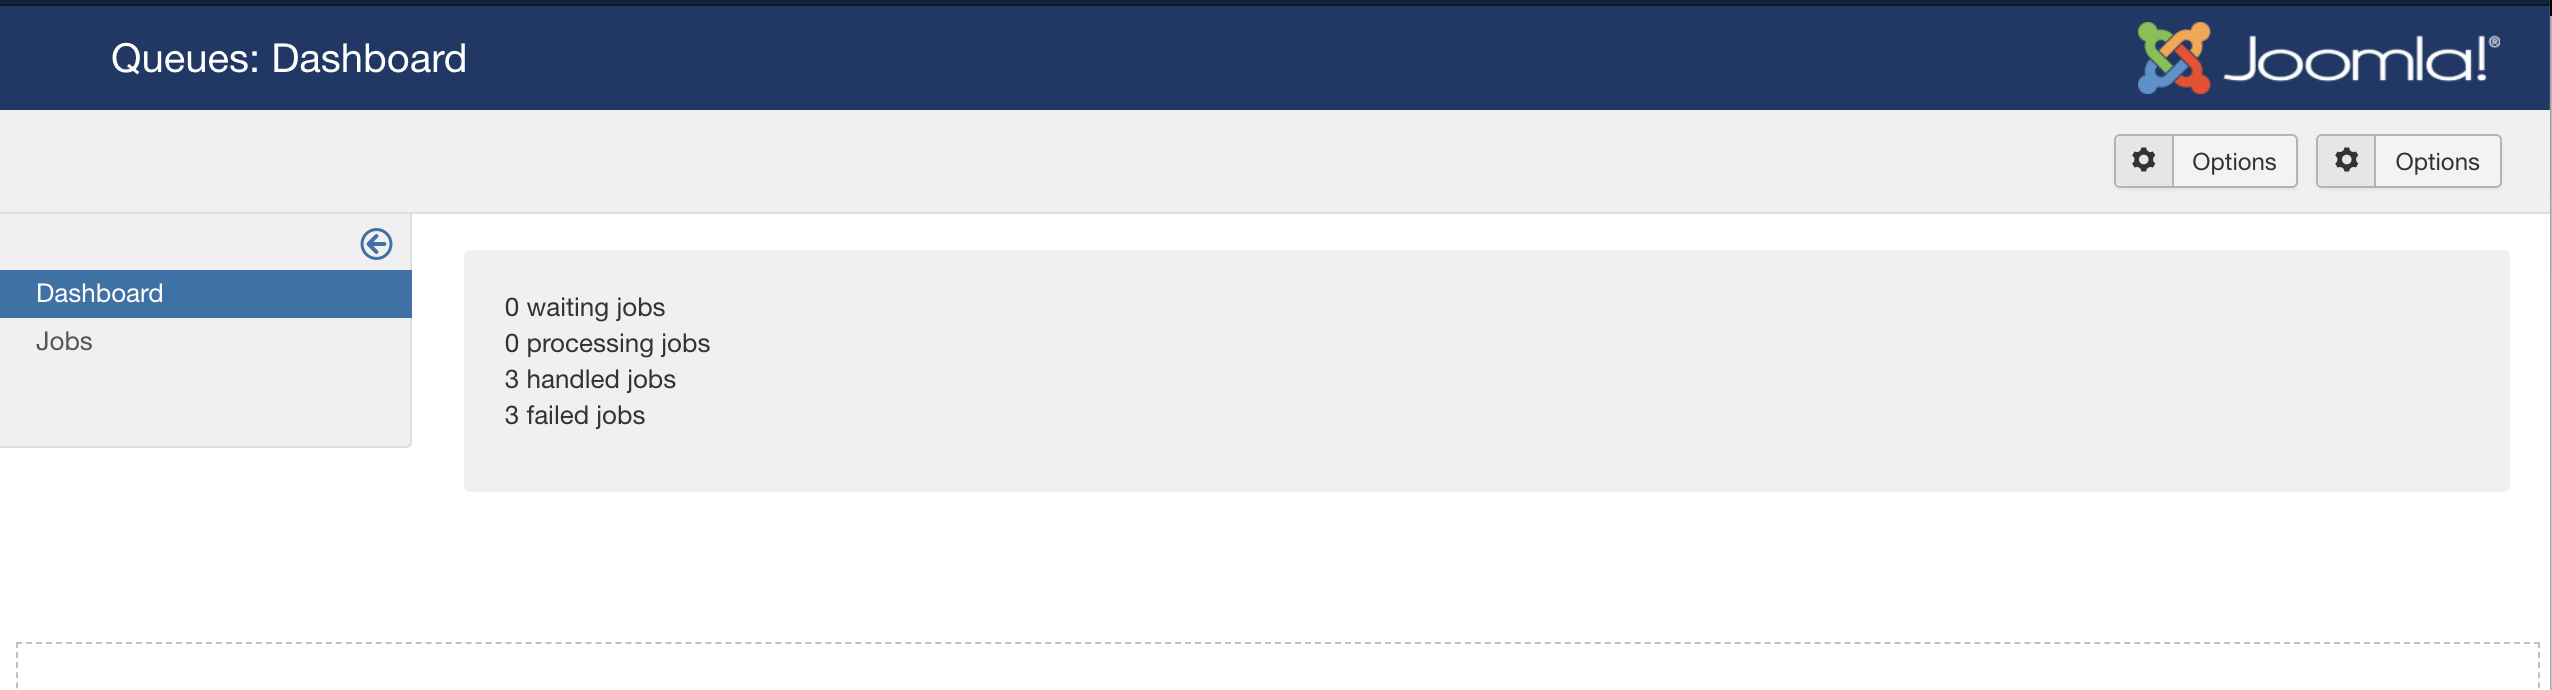 Queues: Dashboard
Joomla!®
Options
Options
Dashboard
Jobs
0 waiting jobs
0 processing jobs
3 handled jobs
3 failed jobs